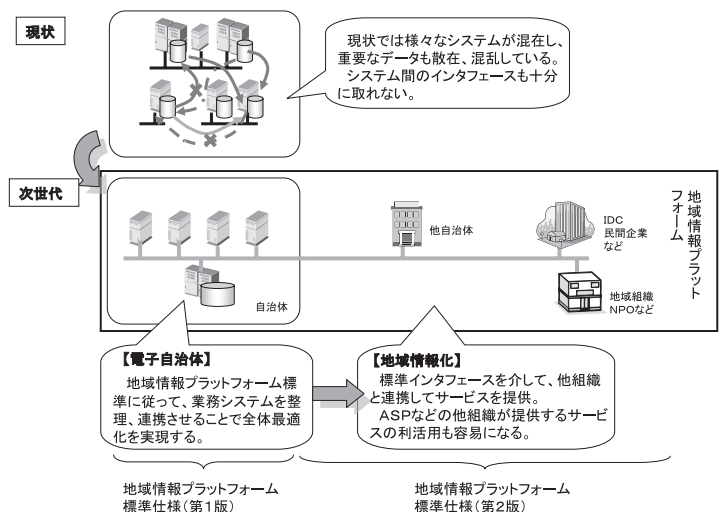 現状
現状では様々なシステムが混在し、
重要なデータも散在、混乱している。
システム間のインタフェースも十分
に取れない。
次世代
自治体
他自治体
IDC
民間企業
など
地域組織
NPOなど
地域情報プラット
フォーム
【電子自治体】
地域情報プラットフォーム標
準に従って、業務システムを整
理、連携させることで全体最適
化を実現する。
【地域情報化】
標準インタフェースを介して、他組織
と連携してサービスを提供。
ASPなどの他組織が提供するサービ
スの利活用も容易になる。
地域情報プラットフォーム
標準仕様(第1版)
地域情報プラットフォーム
標準仕様(第2版)